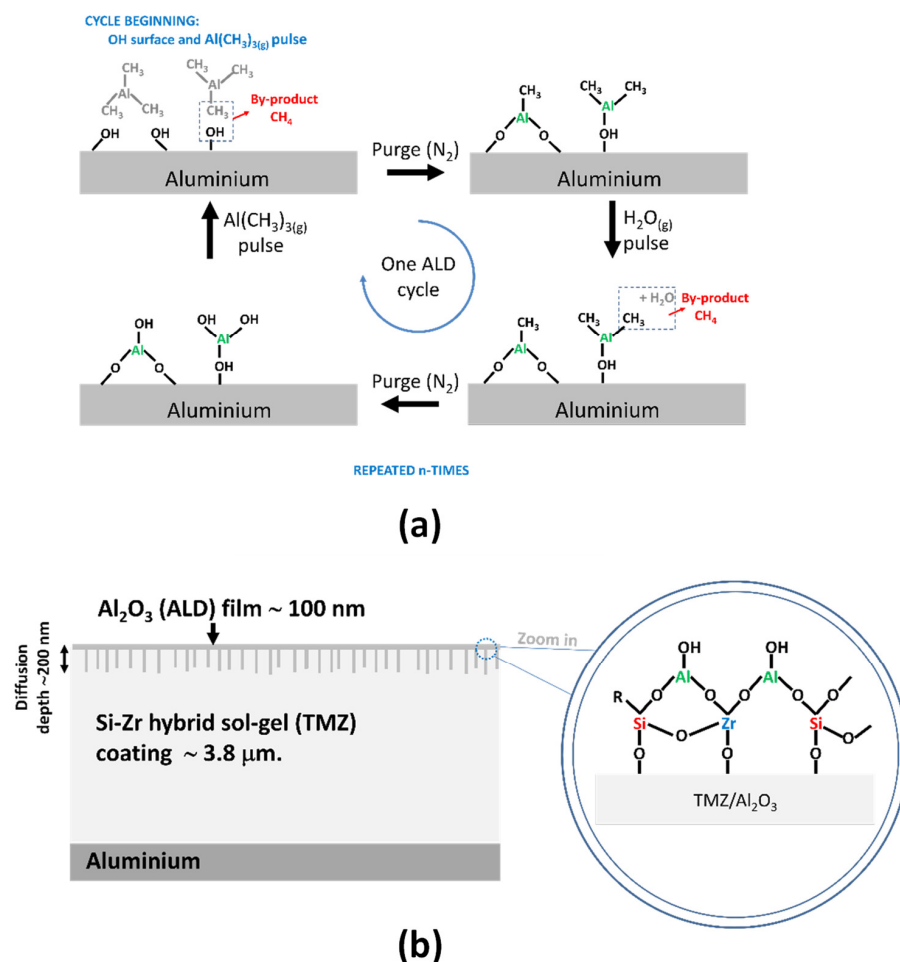 CYCLE BEGINNING:
OH surface and Al(CH₃)₃(g) pulse
CH₃ CH₃
CH₃
Al Al
CH₃ CH₃ CH₃
By-product
CH₄
OH OH OH
Aluminium
Purge (N₂)
CH₃ CH₃ CH₃
Al Al
O O OH
Aluminium
Al(CH₃)₃(g)
pulse
One ALD
cycle
H₂O(g)
pulse
OH OH OH
Al Al
O O OH
Aluminium
Purge (N₂)
+ H₂O By-product
CH₄
CH₃ CH₃ CH₃
Al Al
O O OH
Aluminium
REPEATED n-TIMES
(a)
Al₂O₃ (ALD) film ~ 100 nm
Diffusion
depth ~200 nm
Si-Zr hybrid sol-gel (TMZ)
coating ~ 3.8 μm.
Aluminium
Zoom in
OH OH
Al Al
R O O O O O
Si O Zr Si O
O O O
TMZ/Al₂O₃
(b)